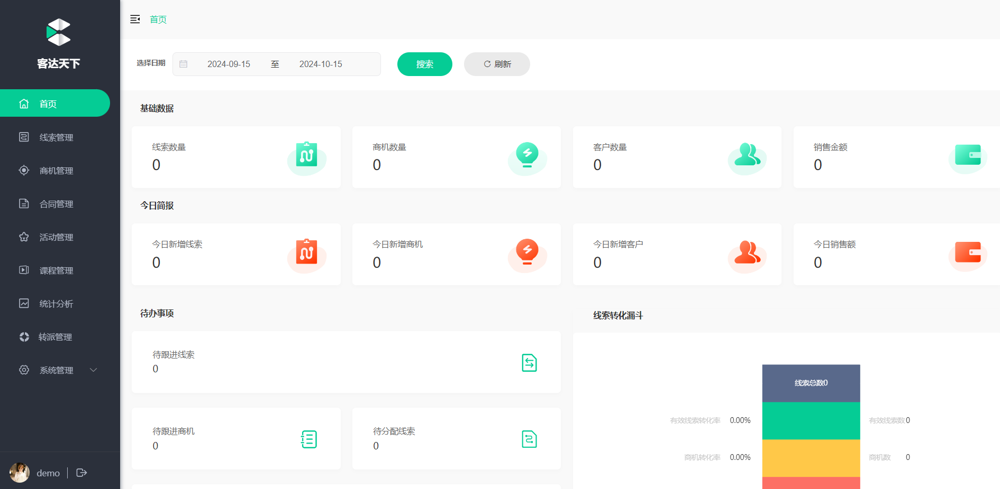 客达天下
首页
线索管理
商机管理
合同管理
活动管理
课程管理
统计分析
转派管理
系统管理
demo
首页
选择日期 2024-09-15 至 2024-10-15 搜索 刷新
基础数据
线索数量
0
商机数量
0
客户数量
0
销售金额
0
今日简报
今日新增线索
0
今日新增商机
0
今日新增客户
0
今日销售额
0
待办事项
待跟进线索
0
待跟进商机
0
待分配线索
0
线索转化漏斗
线索总数0
有效线索转化率 0.00% 有效线索数 0
商机转化率 0.00% 商机数 0